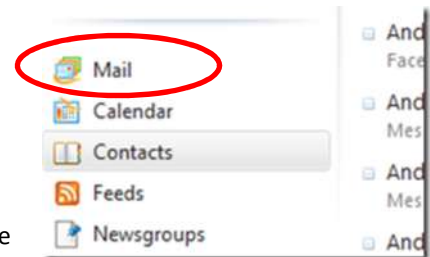 Mail
Calendar
Contacts
Feeds
Newsgroups
e
And
Face
And
Mes
And
Mes
And